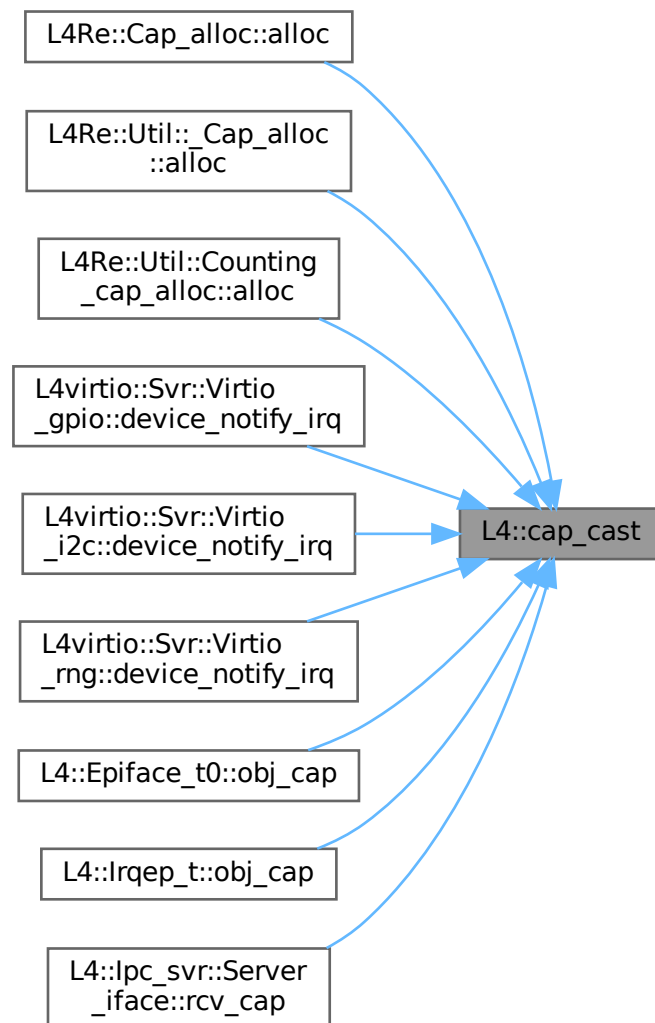 L4Re::Cap_alloc::alloc
L4Re::Util::_Cap_alloc
::alloc
L4Re::Util::Counting
_cap_alloc::alloc
L4virtio::Svr::Virtio
_gpio::device_notify_irq
L4virtio::Svr::Virtio
_i2c::device_notify_irq
L4::cap_cast
L4virtio::Svr::Virtio
_rng::device_notify_irq
L4::Epiface_t0::obj_cap
L4::Irqep_t::obj_cap
L4::Ipc_svr::Server
_iface::rcv_cap